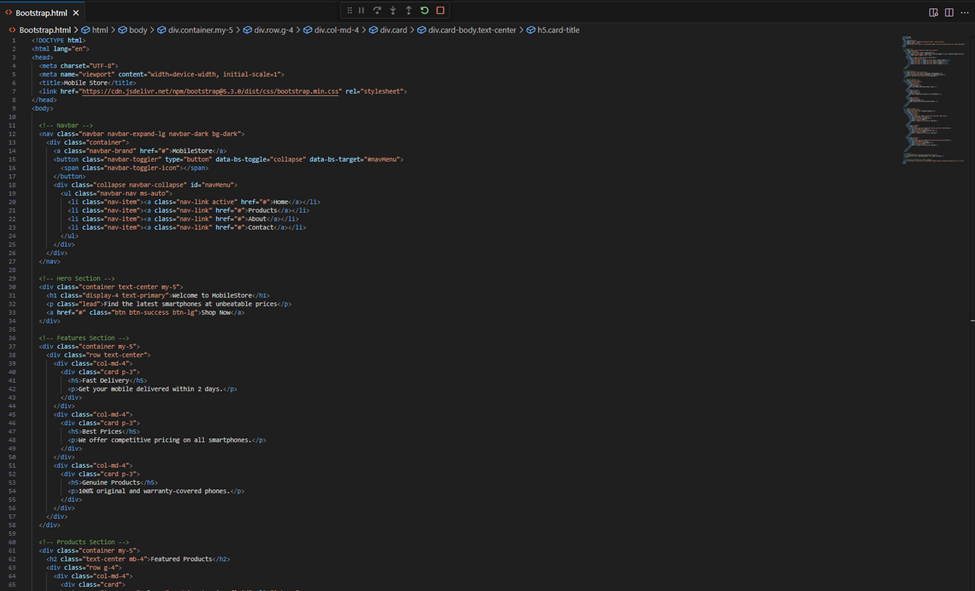 Bootstrap.html
Bootstrap.html > html > body > div.container.my-5 > div.row.g-4 > div.col-md-4 > div.card > div.card-body.text-center > h5.card-title
1 <!DOCTYPE html>
2 <html lang="en">
3 <head>
4 <meta charset="UTF-8">
5 <meta name="viewport" content="width=device-width, initial-scale=1">
6 <title>Mobile Store</title>
7 <link href="https://cdn.jsdelivr.net/npm/bootstrap@5.3.0/dist/css/bootstrap.min.css" rel="stylesheet">
8 </head>
9 <body>
10
11 <!-- Navbar -->
12 <nav class="navbar navbar-expand-lg navbar-dark bg-dark">
13 <div class="container">
14 <a class="navbar-brand" href="#">MobileStore</a>
15 <button class="navbar-toggler" type="button" data-bs-toggle="collapse" data-bs-target="#navMenu">
16 <span class="navbar-toggler-icon"></span>
17 </button>
18 <div class="collapse navbar-collapse" id="navMenu">
19 <ul class="navbar-nav ms-auto">
20 <li class="nav-item"><a class="nav-link active" href="#">Home</a></li>
21 <li class="nav-item"><a class="nav-link" href="#">Products</a></li>
22 <li class="nav-item"><a class="nav-link" href="#">About</a></li>
23 <li class="nav-item"><a class="nav-link" href="#">Contact</a></li>
24 </ul>
25 </div>
26 </div>
27 </nav>
28
29 <!-- Hero Section -->
30 <div class="container text-center my-5">
31 <h1 class="display-4 text-primary">Welcome to MobileStore</h1>
32 <p class="lead">Find the latest smartphones at unbeatable prices</p>
33 <a href="#" class="btn btn-success btn-lg">Shop Now</a>
34 </div>
35
36 <!-- Features Section -->
37 <div class="container my-5">
38 <div class="row text-center">
39 <div class="col-md-4">
40 <div class="card p-3">
41 <h5>Fast Delivery</h5>
42 <p>Get your mobile delivered within 2 days.</p>
43 </div>
44 </div>
45 <div class="col-md-4">
46 <div class="card p-3">
47 <h5>Best Prices</h5>
48 <p>We offer competitive pricing on all smartphones.</p>
49 </div>
50 </div>
51 <div class="col-md-4">
52 <div class="card p-3">
53 <h5>Genuine Products</h5>
54 <p>100% original and warranty-covered phones.</p>
55 </div>
56 </div>
57 </div>
58 </div>
59
60 <!-- Products Section -->
61 <div class="container my-5">
62 <h2 class="text-center mb-4">Featured Products</h2>
63 <div class="row g-4">
64 <div class="col-md-4">
65 <div class="card">